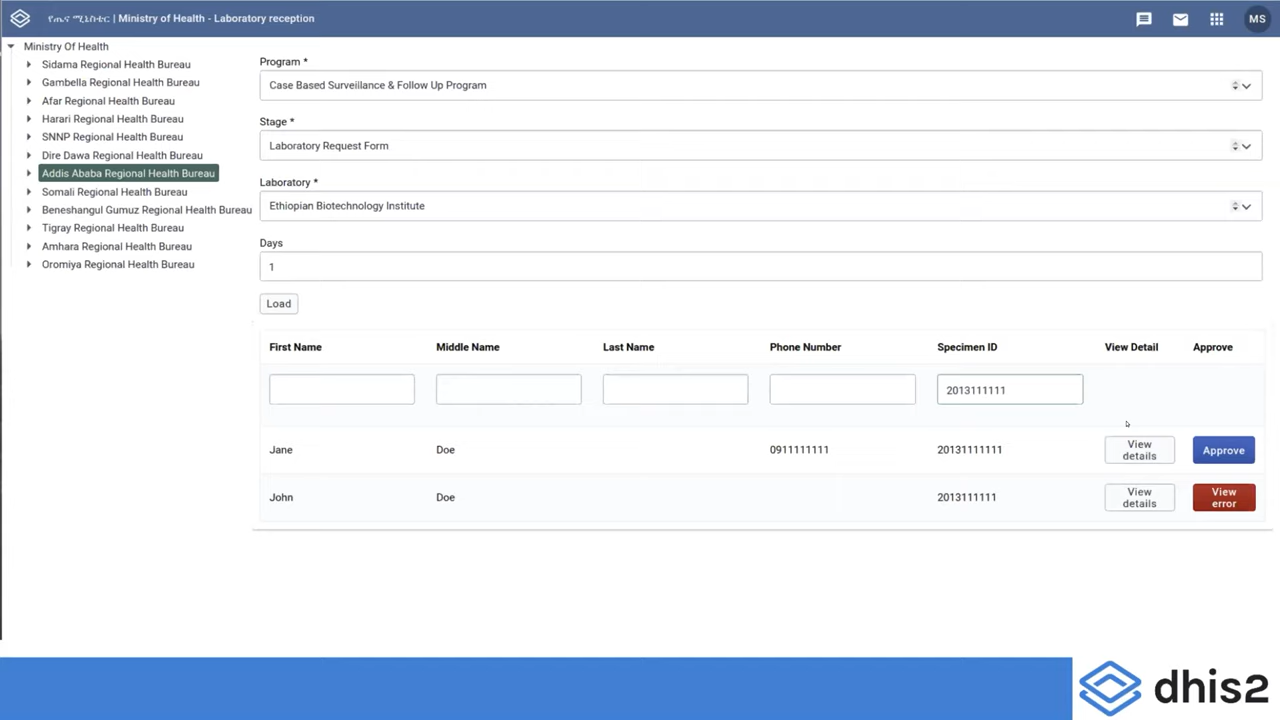 የጤና ሚኒስቴር | Ministry of Health - Laboratory reception
MS
Ministry Of Health
Sidama Regional Health Bureau
Gambella Regional Health Bureau
Afar Regional Health Bureau
Harari Regional Health Bureau
SNNP Regional Health Bureau
Dire Dawa Regional Health Bureau
Addis Ababa Regional Health Bureau
Somali Regional Health Bureau
Beneshangul Gumuz Regional Health Bureau
Tigray Regional Health Bureau
Amhara Regional Health Bureau
Oromiya Regional Health Bureau
Program *
Case Based Surveillance & Follow Up Program
Stage *
Laboratory Request Form
Laboratory *
Ethiopian Biotechnology Institute
Days
1
Load
First Name Middle Name Last Name Phone Number Specimen ID View Detail Approve
2013111111
Jane Doe 0911111111 20131111111 View details Approve
John Doe 2013111111 View details View error
dhis2